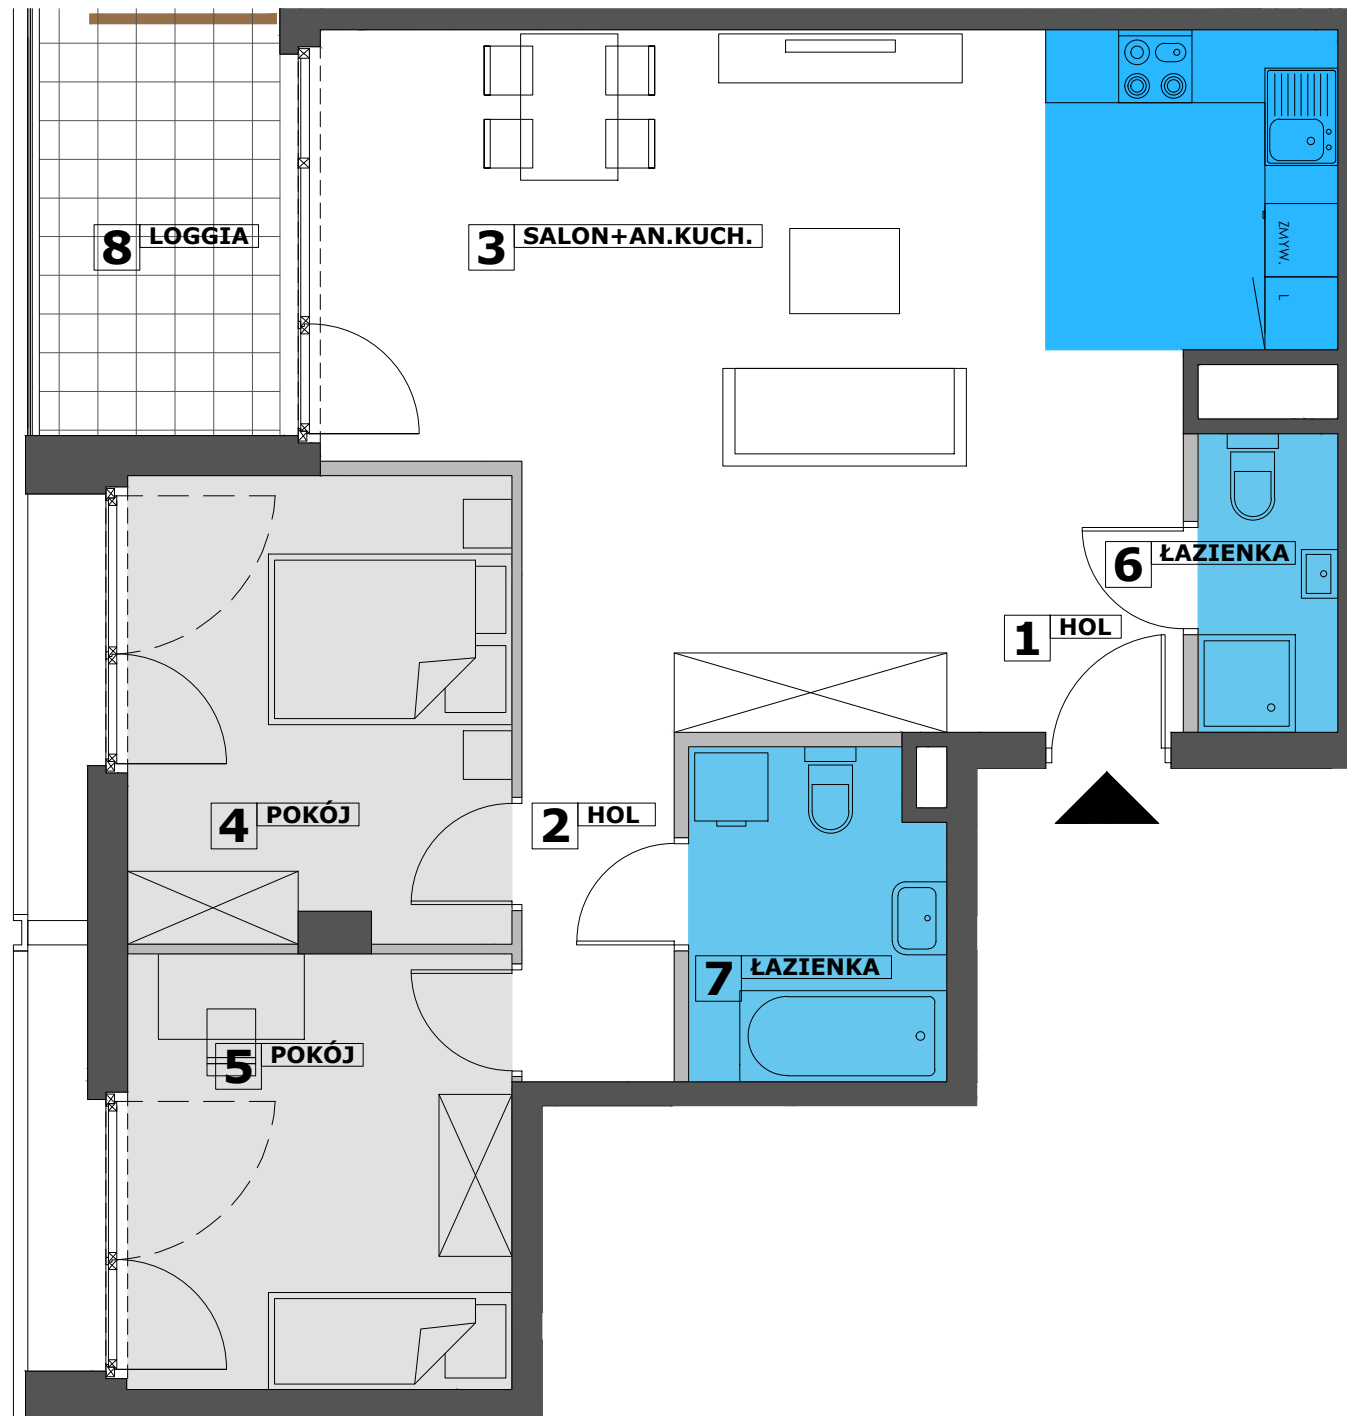 8 LOGGIA
3 SALON+AN.KUCH.
ZMYW.
L
6 ŁAZIENKA
1 HOL
4 POKÓJ
2 HOL
7 ŁAZIENKA
5 POKÓJ